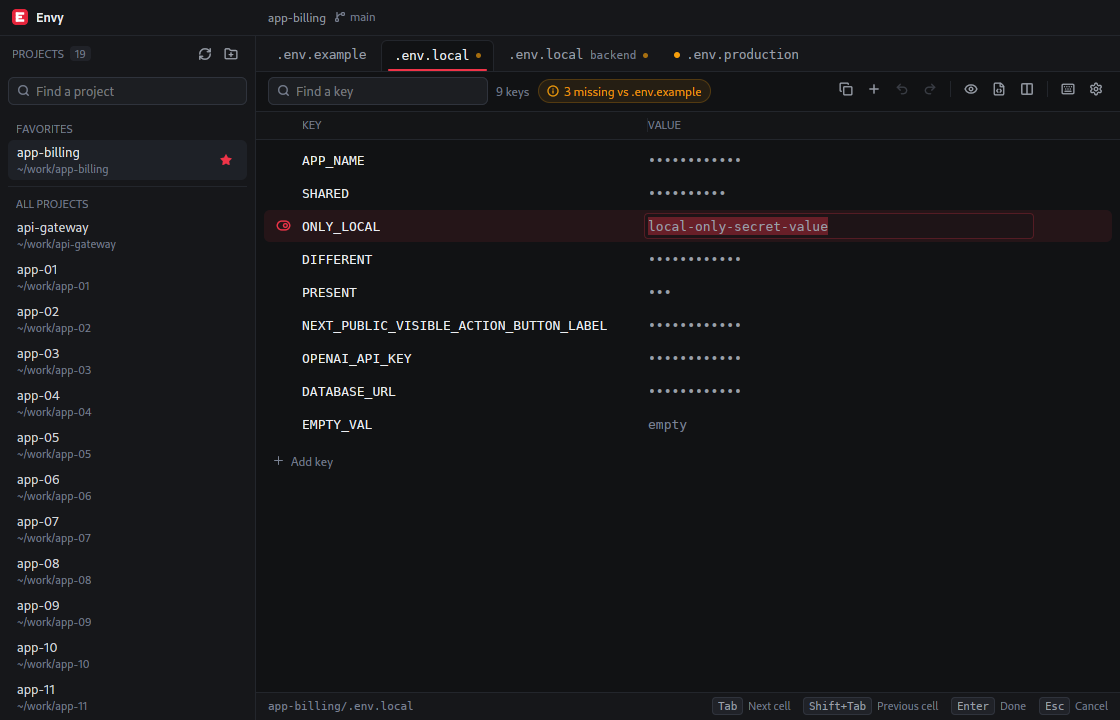 E Envy
app-billing main
PROJECTS 19
Find a project
FAVORITES
app-billing
~/work/app-billing
ALL PROJECTS
api-gateway
~/work/api-gateway
app-01
~/work/app-01
app-02
~/work/app-02
app-03
~/work/app-03
app-04
~/work/app-04
app-05
~/work/app-05
app-06
~/work/app-06
app-07
~/work/app-07
app-08
~/work/app-08
app-09
~/work/app-09
app-10
~/work/app-10
app-11
~/work/app-11
.env.example .env.local .env.local backend .env.production
Find a key 9 keys 3 missing vs .env.example
KEY VALUE
APP_NAME ••••••••••••
SHARED ••••••••••
ONLY_LOCAL local-only-secret-value
DIFFERENT ••••••••••••
PRESENT •••
NEXT_PUBLIC_VISIBLE_ACTION_BUTTON_LABEL ••••••••••••
OPENAI_API_KEY ••••••••••••
DATABASE_URL ••••••••••••
EMPTY_VAL empty
+ Add key
app-billing/.env.local Tab Next cell Shift+Tab Previous cell Enter Done Esc Cancel